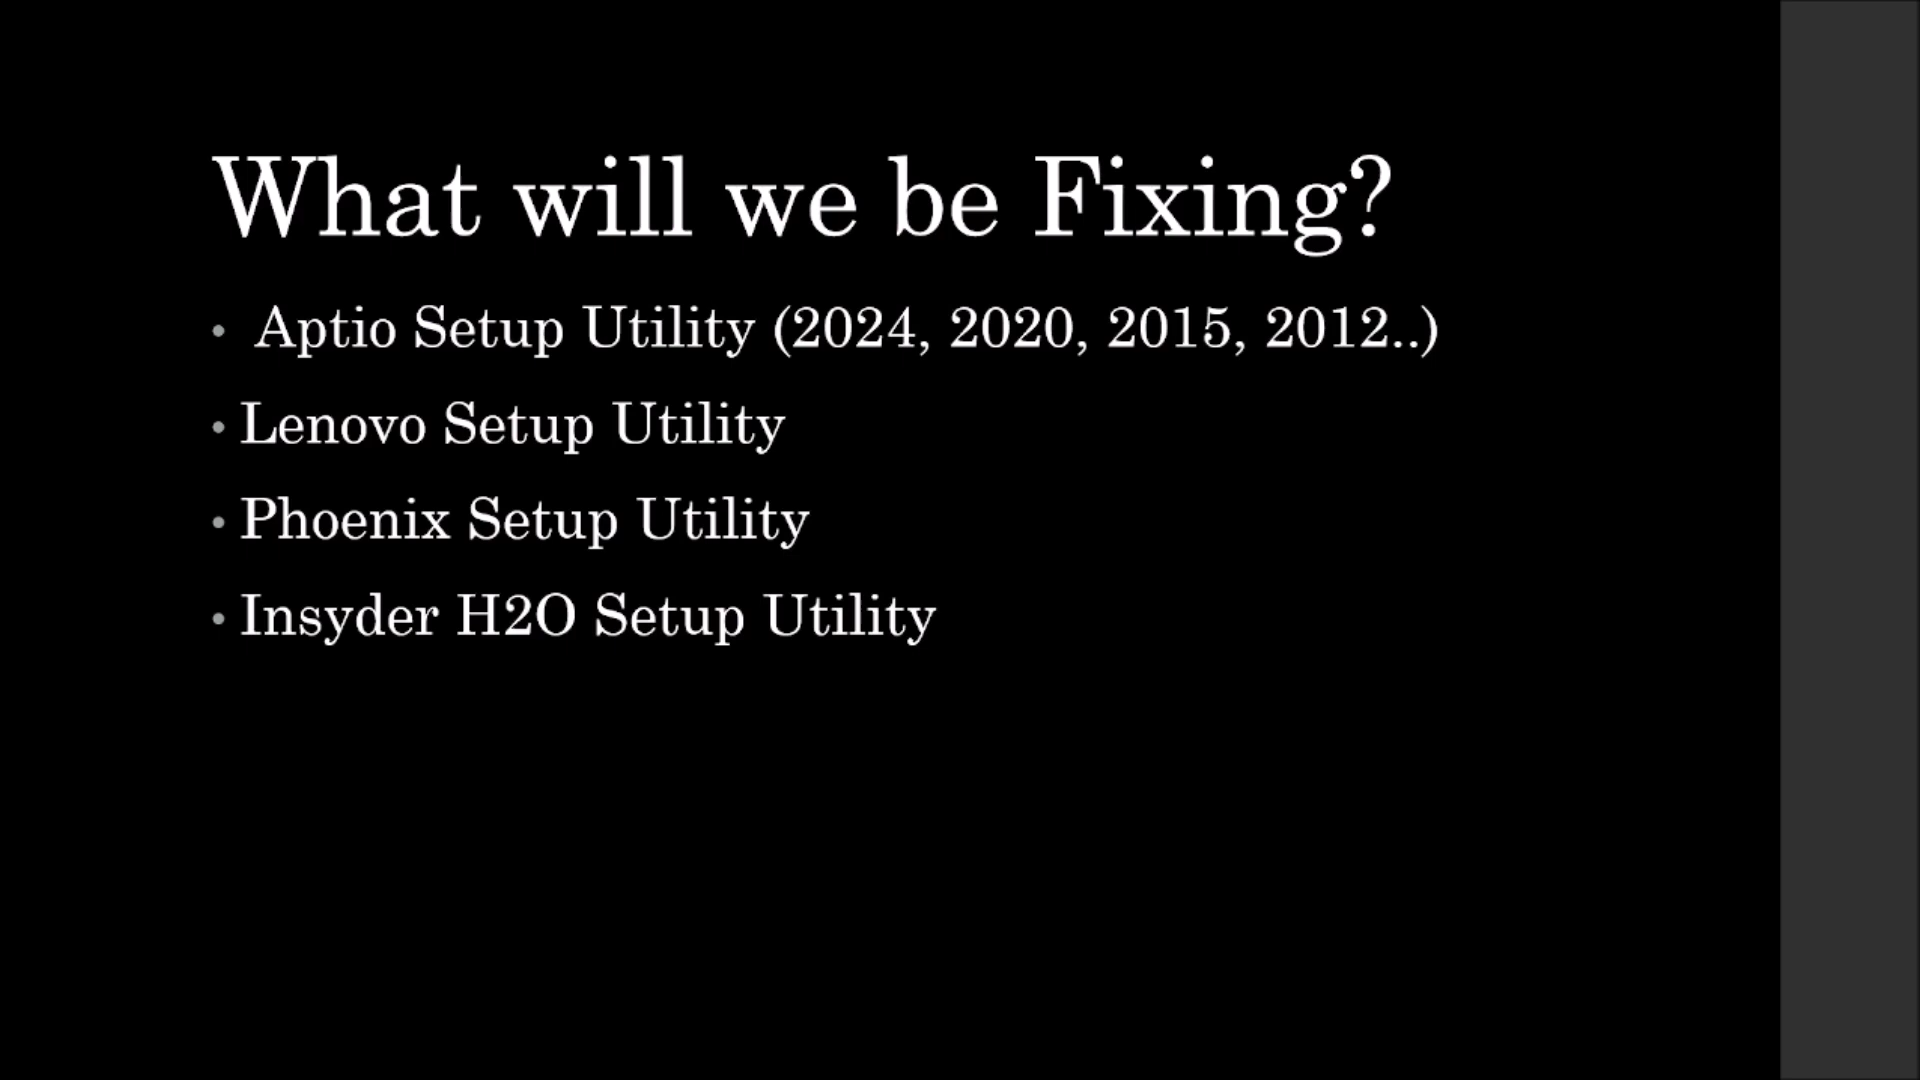 What will we be Fixing?
• Aptio Setup Utility (2024, 2020, 2015, 2012..)
• Lenovo Setup Utility
• Phoenix Setup Utility
• Insyder H2O Setup Utility